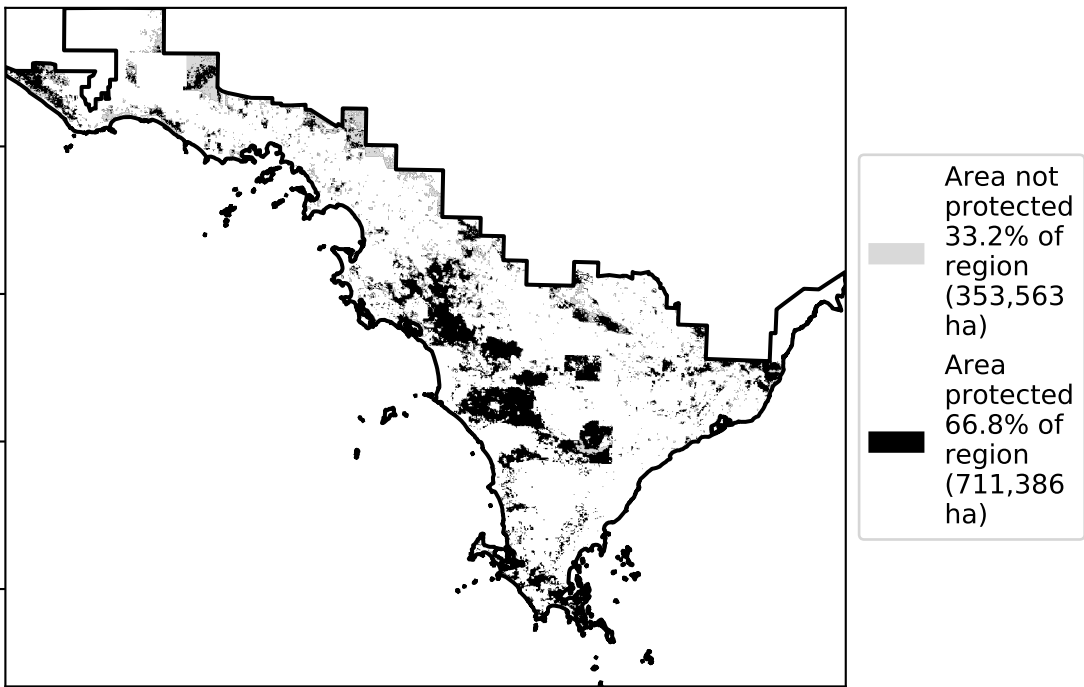 Area not
protected
33.2% of
region
(353,563
ha)
Area
protected
66.8% of
region
(711,386
ha)